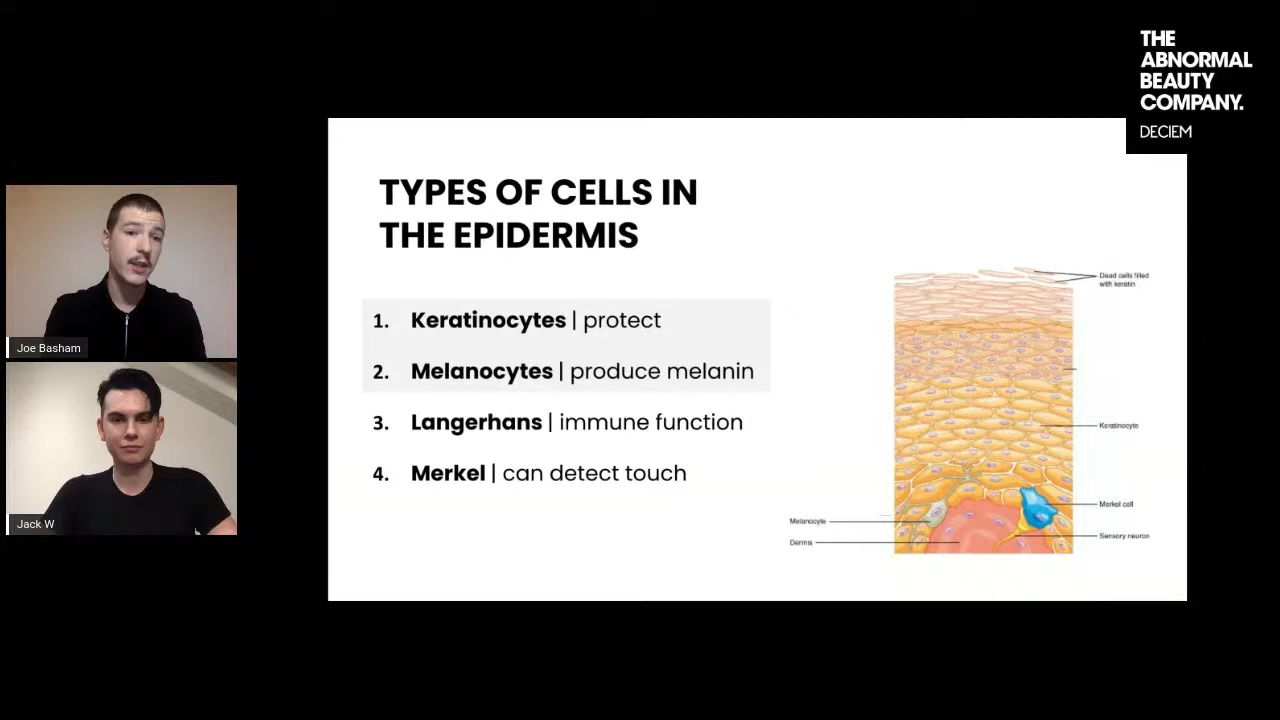 THE
ABNORMAL
BEAUTY
COMPANY.
DECIEM
TYPES OF CELLS IN
THE EPIDERMIS
1. Keratinocytes | protect
2. Melanocytes | produce melanin
3. Langerhans | immune function
4. Merkel | can detect touch
Dead cells filled
with keratin
Keratinocyte
Merkel cell
Sensory neuron
Melanocyte
Dermis
Joe Basham
Jack W